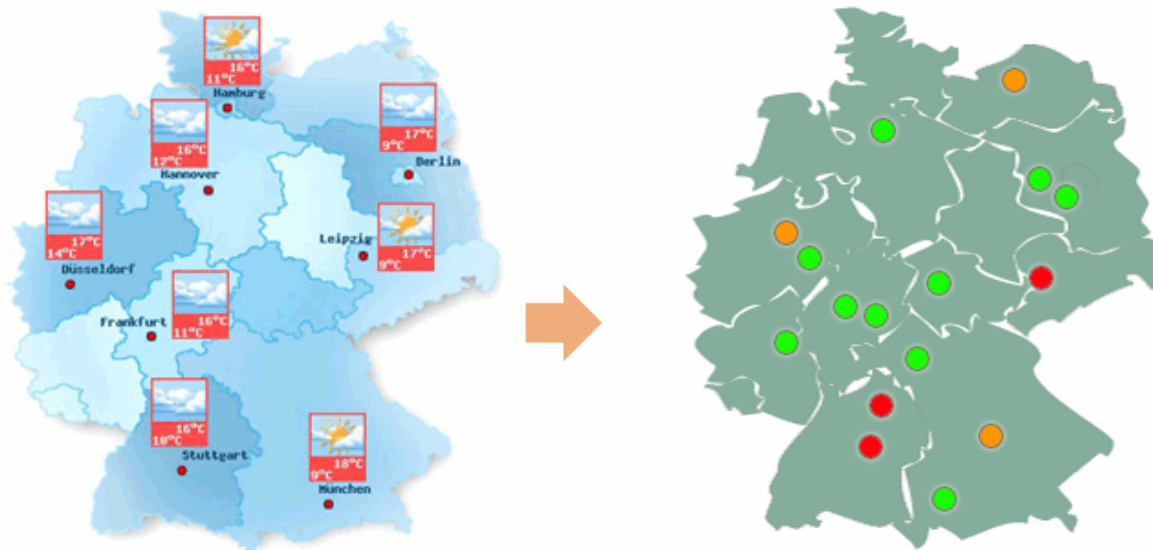 16°C
11°C
Hamburg
17°C
9°C
Berlin
16°C
12°C
Hannover
17°C
14°C
Düsseldorf
Leipzig
17°C
9°C
Frankfurt
16°C
11°C
16°C
10°C
Stuttgart
18°C
9°C
München